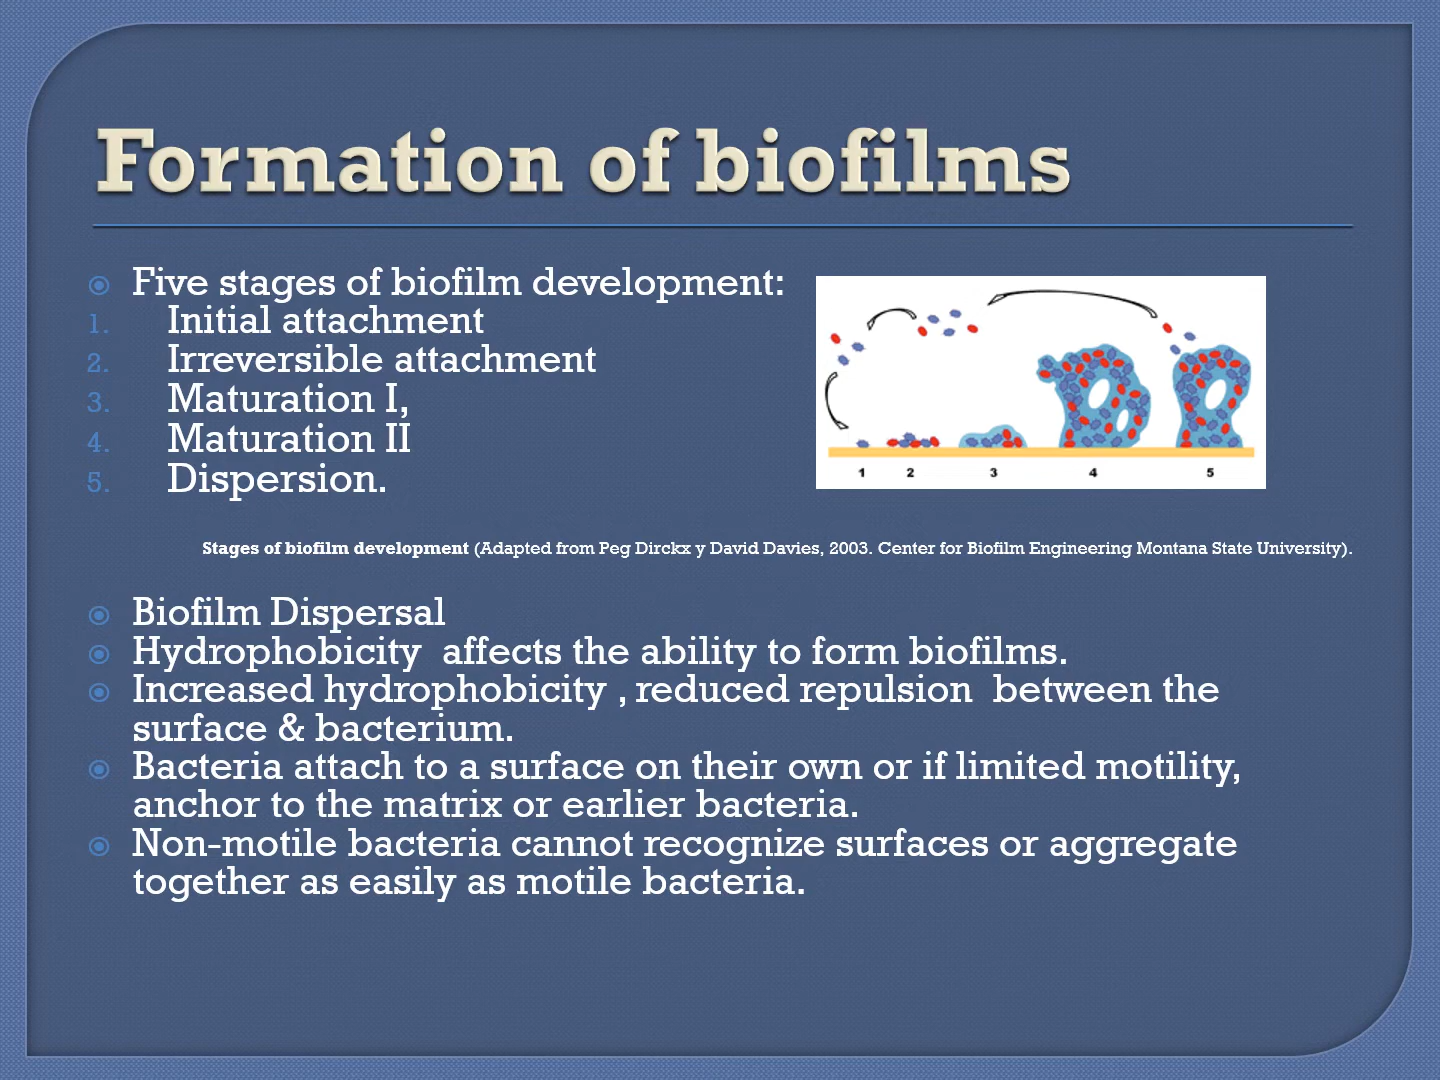 Formation of biofilms
Five stages of biofilm development:
1. Initial attachment
2. Irreversible attachment
3. Maturation I,
4. Maturation II
5. Dispersion.
1 2 3 4 5
Stages of biofilm development (Adapted from Peg Dirckx y David Davies, 2003. Center for Biofilm Engineering Montana State University).
Biofilm Dispersal
Hydrophobicity  affects the ability to form biofilms.
Increased hydrophobicity , reduced repulsion  between the
surface & bacterium.
Bacteria attach to a surface on their own or if limited motility,
anchor to the matrix or earlier bacteria.
Non-motile bacteria cannot recognize surfaces or aggregate
together as easily as motile bacteria.